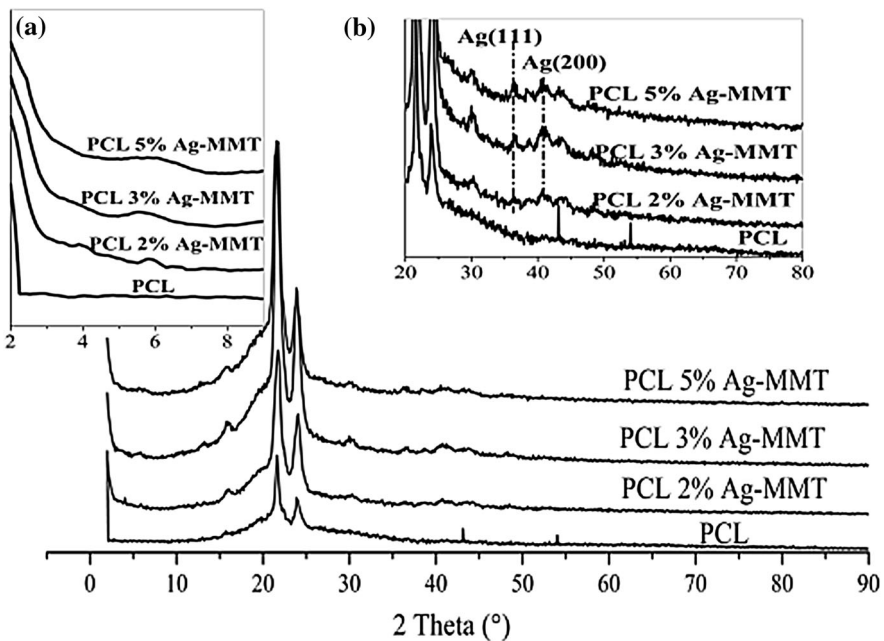 (a)
PCL 5% Ag-MMT
PCL 3% Ag-MMT
PCL 2% Ag-MMT
PCL
2 4 6 8
(b)
Ag(111)
Ag(200)
PCL 5% Ag-MMT
PCL 3% Ag-MMT
PCL 2% Ag-MMT
PCL
20 30 40 50 60 70 80
PCL 5% Ag-MMT
PCL 3% Ag-MMT
PCL 2% Ag-MMT
PCL
0 10 20 30 40 50 60 70 80 90
2 Theta (°)